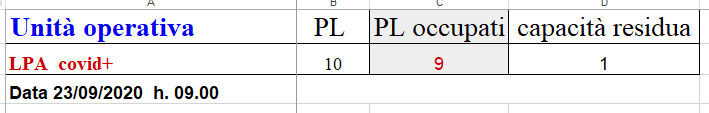 A B C D
Unità operativa PL PL occupati capacità residua
LPA covid+ 10 9 1
Data 23/09/2020 h. 09.00